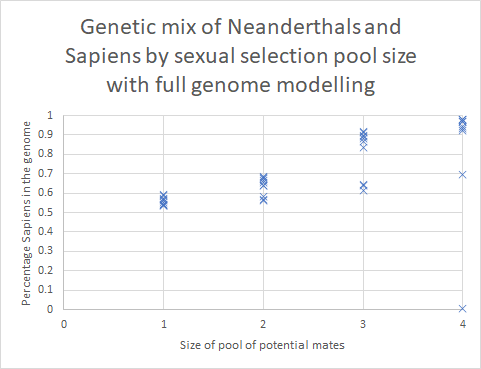 Genetic mix of Neanderthals and
Sapiens by sexual selection pool size
with full genome modelling
Percentage Sapiens in the genome
1
0.9
0.8
0.7
0.6
0.5
0.4
0.3
0.2
0.1
0
0 1 2 3 4
Size of pool of potential mates